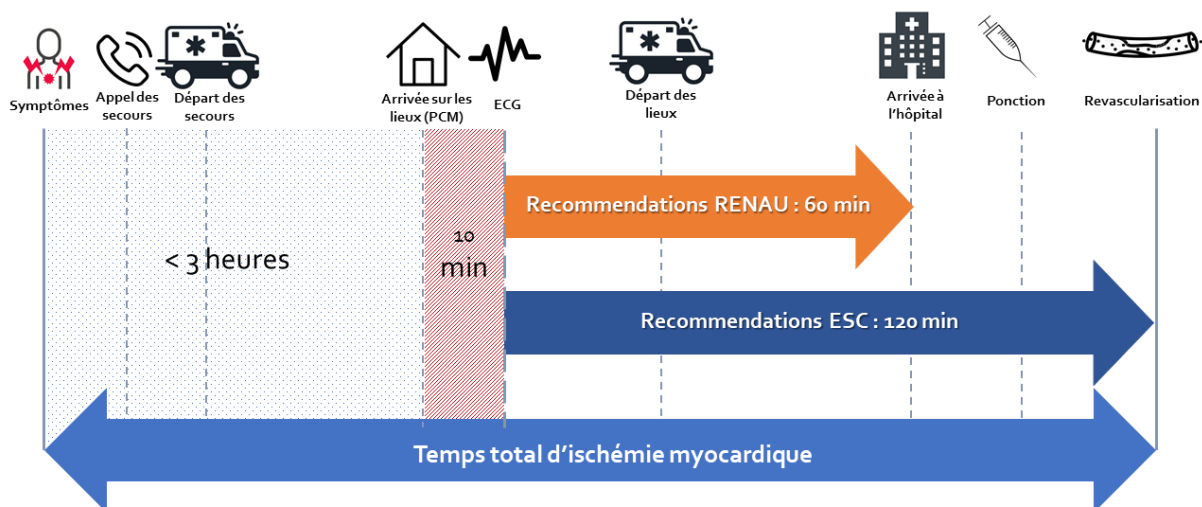 Symptômes
Appel des
secours
Départ des
secours
Arrivée sur les
lieux (PCM)
ECG
Départ des
lieux
Arrivée à
l'hôpital
Ponction
Revascularisation
Recommendations RENAU : 60 min
< 3 heures
10
min
Recommendations ESC : 120 min
Temps total d'ischémie myocardique